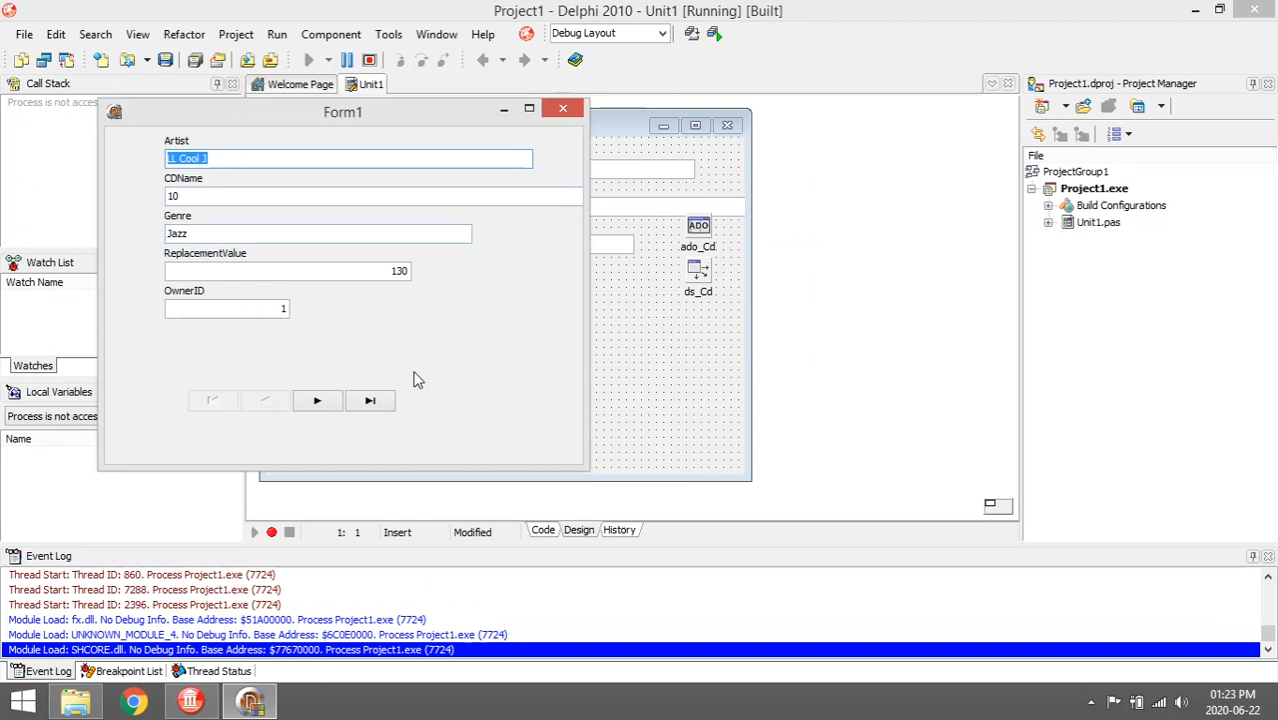 Project1 - Delphi 2010 - Unit1 [Running] [Built]
File Edit Search View Refactor Project Run Component Tools Window Help Debug Layout
Call Stack
Welcome Page Unit1
Project1.dproj - Project Manager
Process is not acces
Form1
Artist
LL Cool J
CDName
10
Genre
Jazz
ReplacementValue
130
OwnerID
1
ADO
ado_Cd
ds_Cd
File
ProjectGroup1
Project1.exe
Build Configurations
Unit1.pas
Watch List
Watch Name
Watches
Local Variables
Process is not acces
Name
1: 1 Insert Modified Code Design History
Event Log
Thread Start: Thread ID: 860. Process Project1.exe (7724)
Thread Start: Thread ID: 7288. Process Project1.exe (7724)
Thread Start: Thread ID: 2396. Process Project1.exe (7724)
Module Load: fx.dll. No Debug Info. Base Address: $51A00000. Process Project1.exe (7724)
Module Load: UNKNOWN_MODULE_4. No Debug Info. Base Address: $6C0E0000. Process Project1.exe (7724)
Module Load: SHCORE.dll. No Debug Info. Base Address: $77670000. Process Project1.exe (7724)
Event Log Breakpoint List Thread Status
01:23 PM
2020-06-22